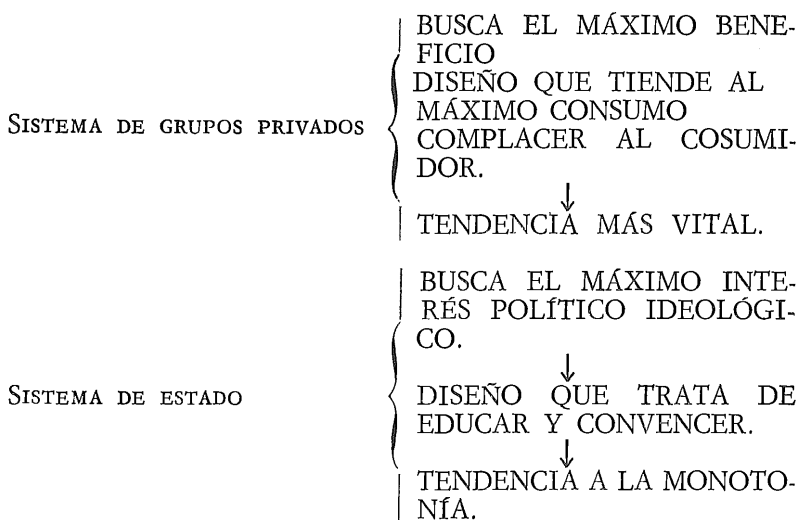 BUSCA EL MÁXIMO BENE-
FICIO
DISEÑO QUE TIENDE AL
MÁXIMO CONSUMO
COMPLACER AL COSUMI-
DOR.
SISTEMA DE GRUPOS PRIVADOS
TENDENCIA MÁS VITAL.
BUSCA EL MÁXIMO INTE-
RÉS POLÍTICO IDEOLÓGI-
CO.
SISTEMA DE ESTADO
DISEÑO QUE TRATA DE
EDUCAR Y CONVENCER.
TENDENCIA A LA MONOTO-
NÍA.